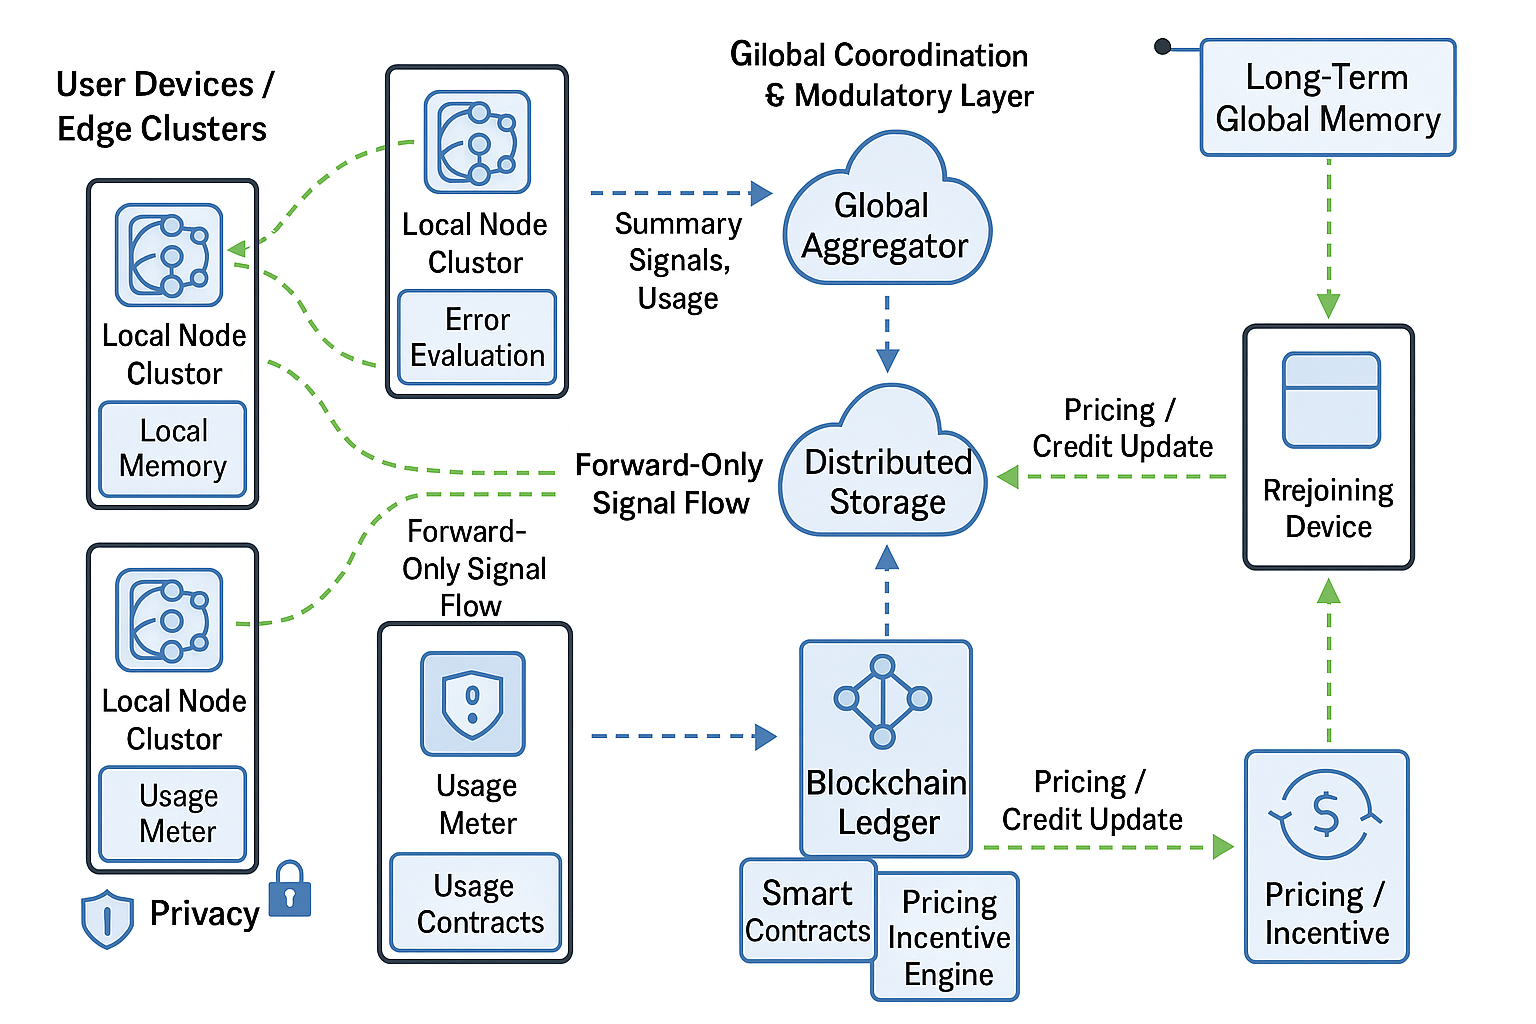 User Devices /
Edge Clusters
Local Node
Clustor
Local
Memory
Local Node
Clustor
Usage
Meter
Privacy
Local Node
Clustor
Error
Evaluation
Forward-
Only Signal
Flow
Usage
Meter
Usage
Contracts
Summary
Signals,
Usage
Forward-Only
Signal Flow
Gilobal Coorodination
& Modulatory Layer
Global
Aggregator
Distributed
Storage
Blockchain
Ledger
Smart
Contracts
Pricing
Incentive
Engine
Pricing /
Credit Update
Pricing /
Credit Update
Long-Term
Global Memory
Rrejoining
Device
$
Pricing /
Incentive